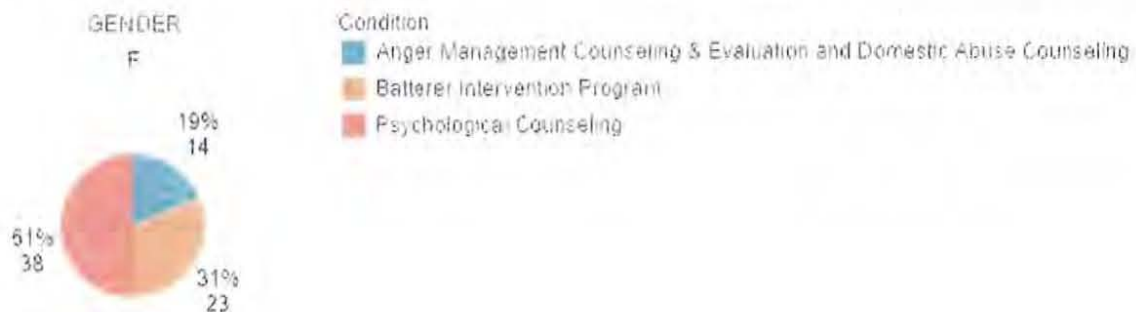 GENDER
F
Condition
Anger Management Counseling & Evaluation and Domestic Abuse Counseling
Batterer Intervention Program
Psychological Counseling
19%
14
51%
38
31%
23